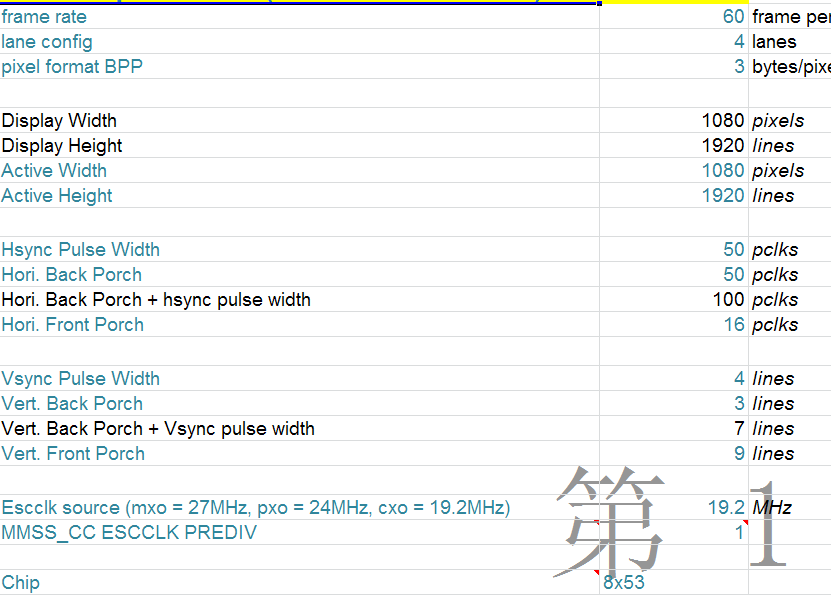 frame rate 60 frame per
lane config 4 lanes
pixel format BPP 3 bytes/pixe
Display Width 1080 pixels
Display Height 1920 lines
Active Width 1080 pixels
Active Height 1920 lines
Hsync Pulse Width 50 pclks
Hori. Back Porch 50 pclks
Hori. Back Porch + hsync pulse width 100 pclks
Hori. Front Porch 16 pclks
Vsync Pulse Width 4 lines
Vert. Back Porch 3 lines
Vert. Back Porch + Vsync pulse width 7 lines
Vert. Front Porch 9 lines
Escclk source (mxo = 27MHz, pxo = 24MHz, cxo = 19.2MHz) 19.2 MHz
MMSS_CC ESCCLK PREDIV 1
第 1
Chip 8x53